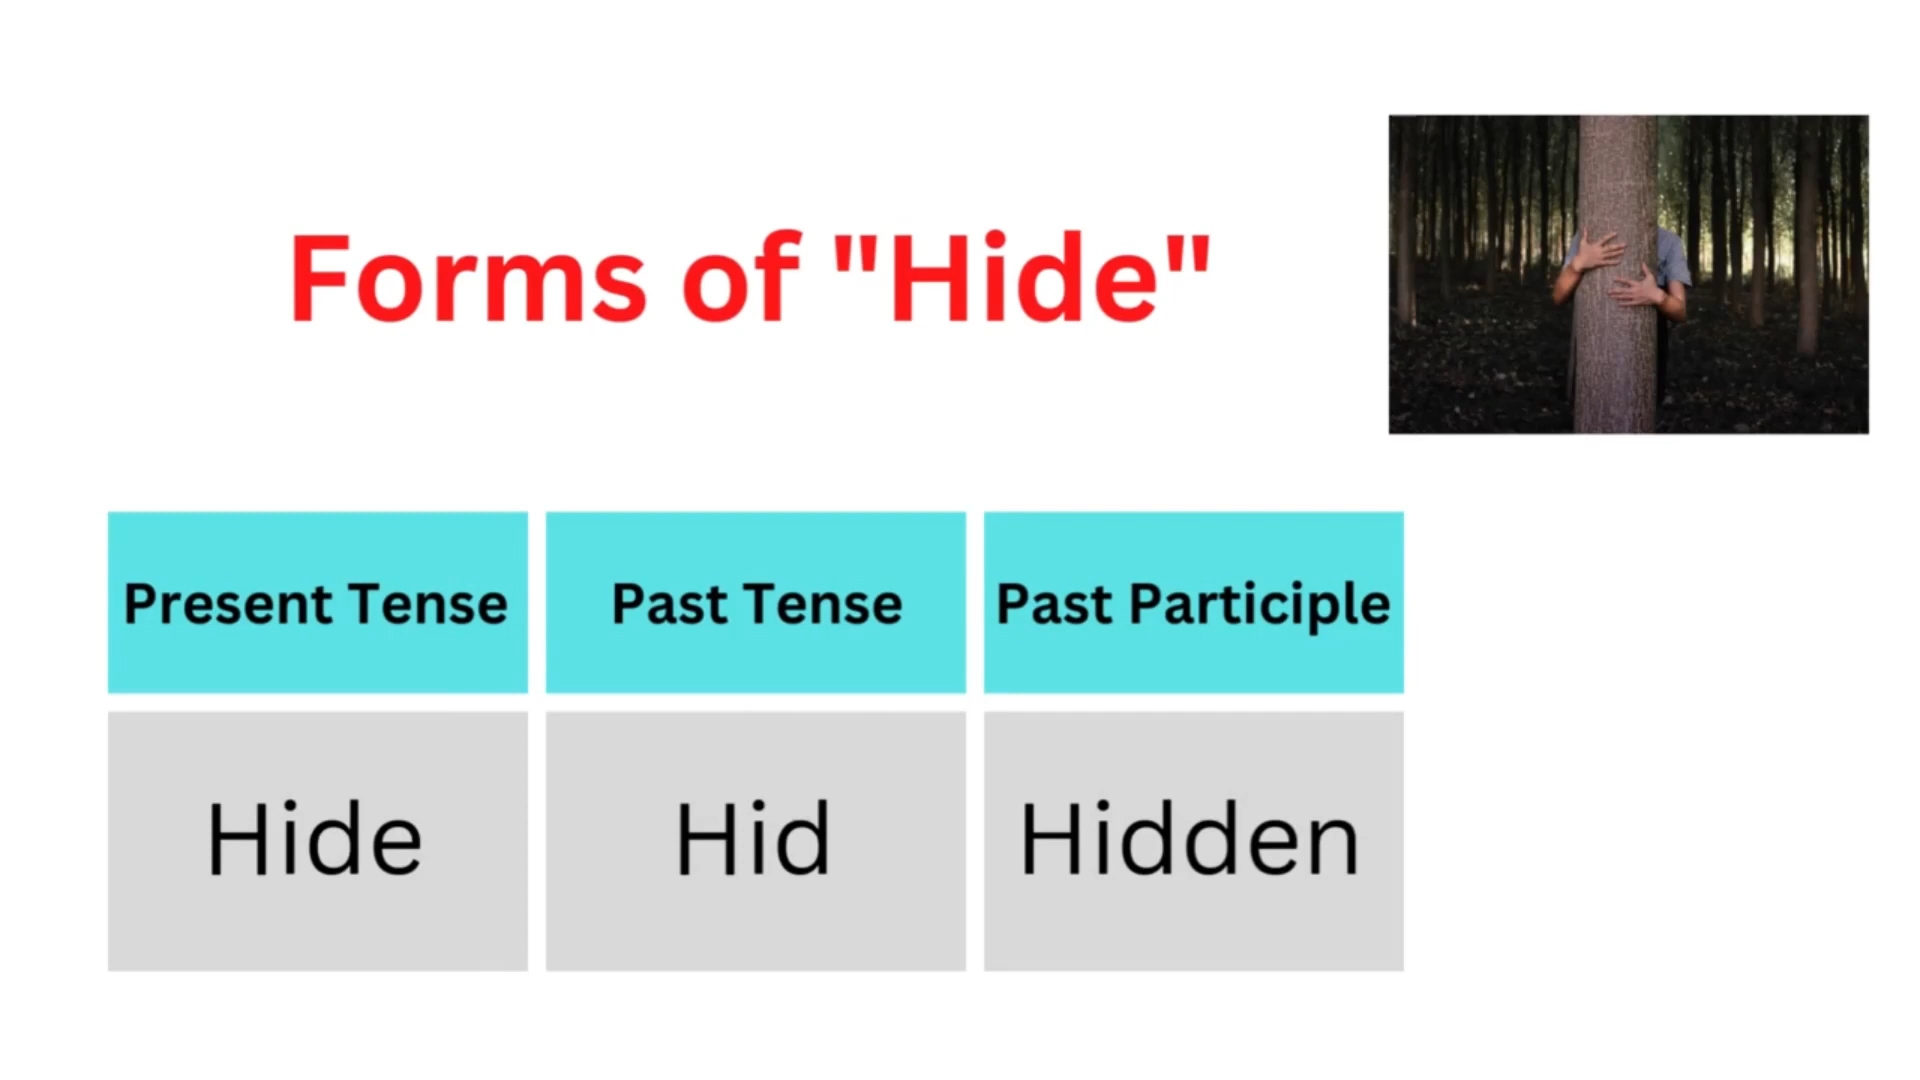 Forms of "Hide"
Present Tense Past Tense Past Participle
Hide Hid Hidden